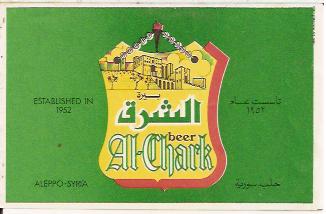 بيرة
الشرق
beer
Al-Chark
ESTABLISHED IN
1952
تأسست عام
١٩٥٢
ALEPPO-SYRIA
حلب سورية